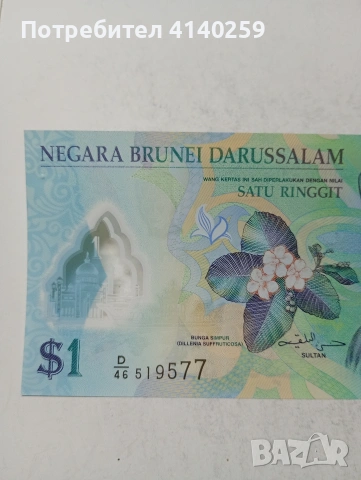 Потребител 4140259
NEGARA BRUNEI DARUSSALAM
WANG KERTAS INI SAH DIPERLAKUKAN DENGAN NILAI
SATU RINGGIT
BUNGA SIMPUR
(DILLENIA SUFFRUTICOSA)
SULTAN
$1
D/46 519577
BAZAR